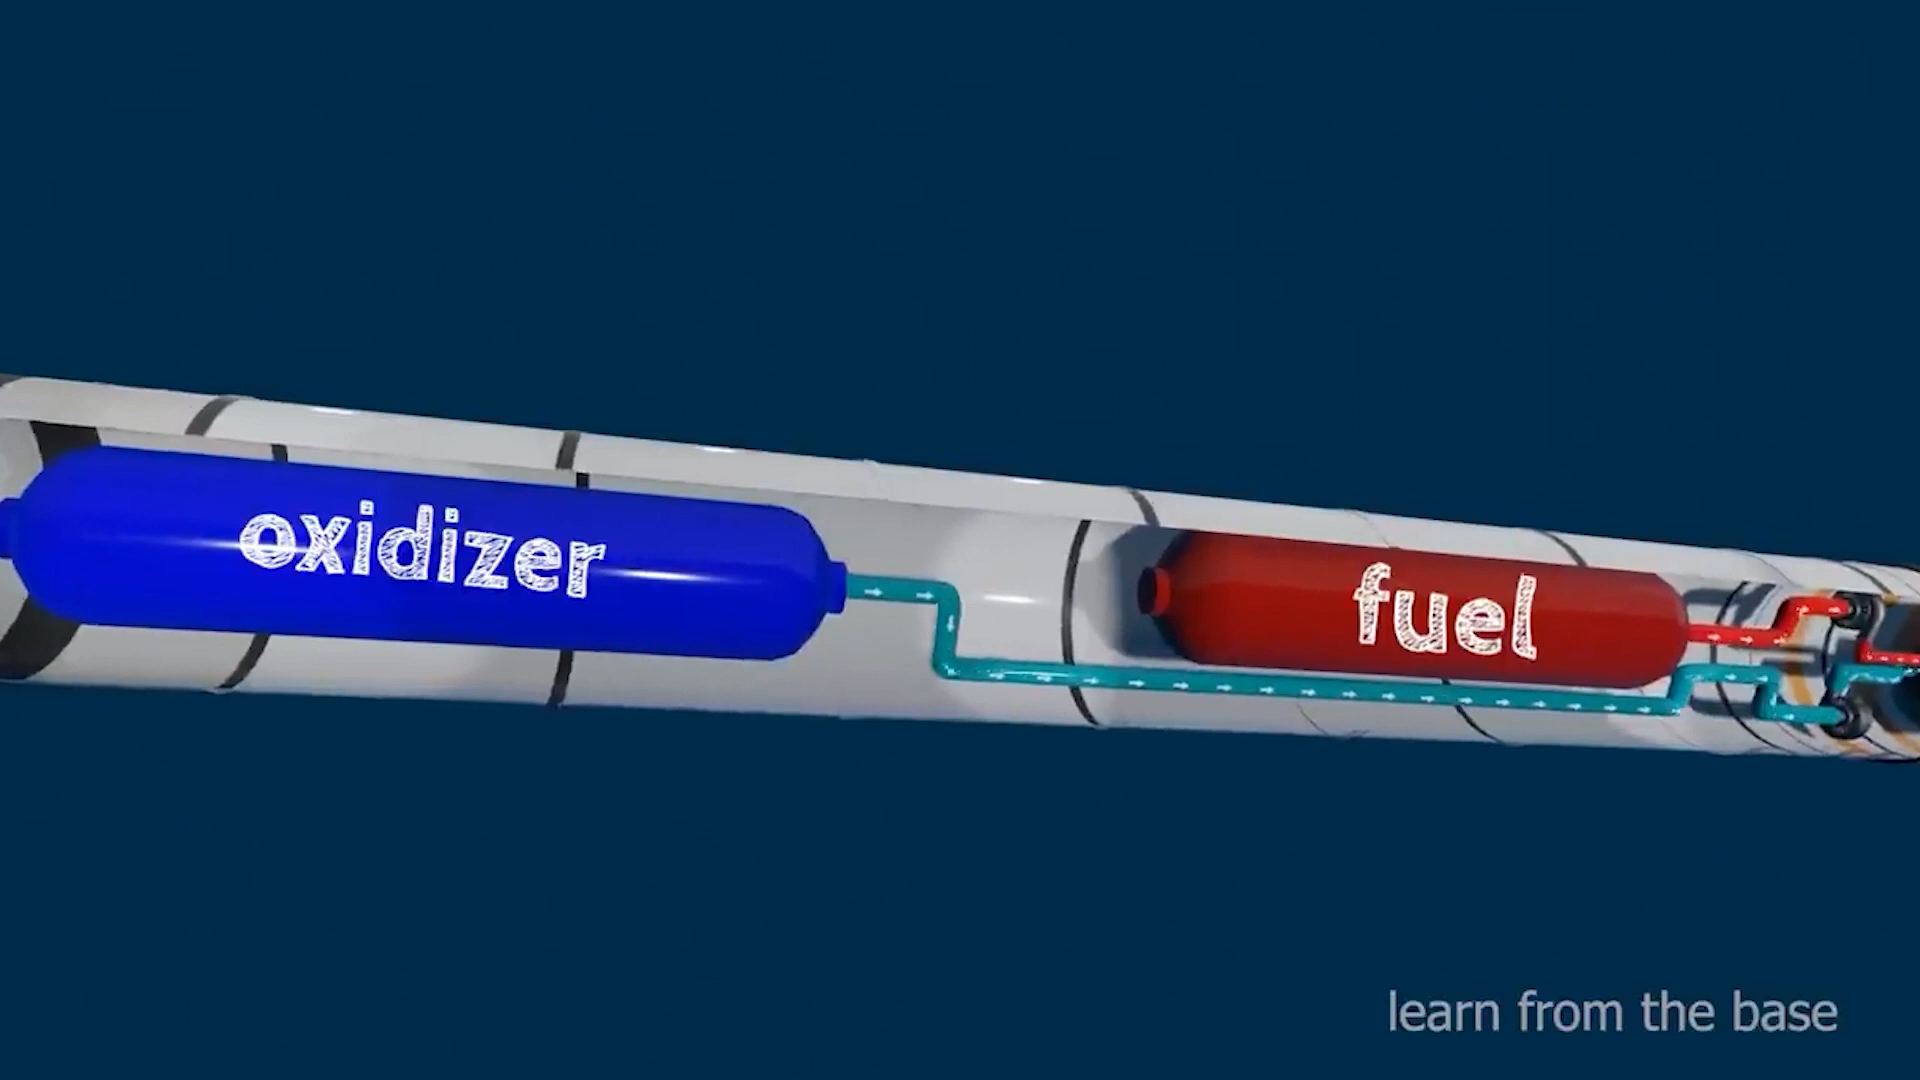 oxidizer
fuel
learn from the base